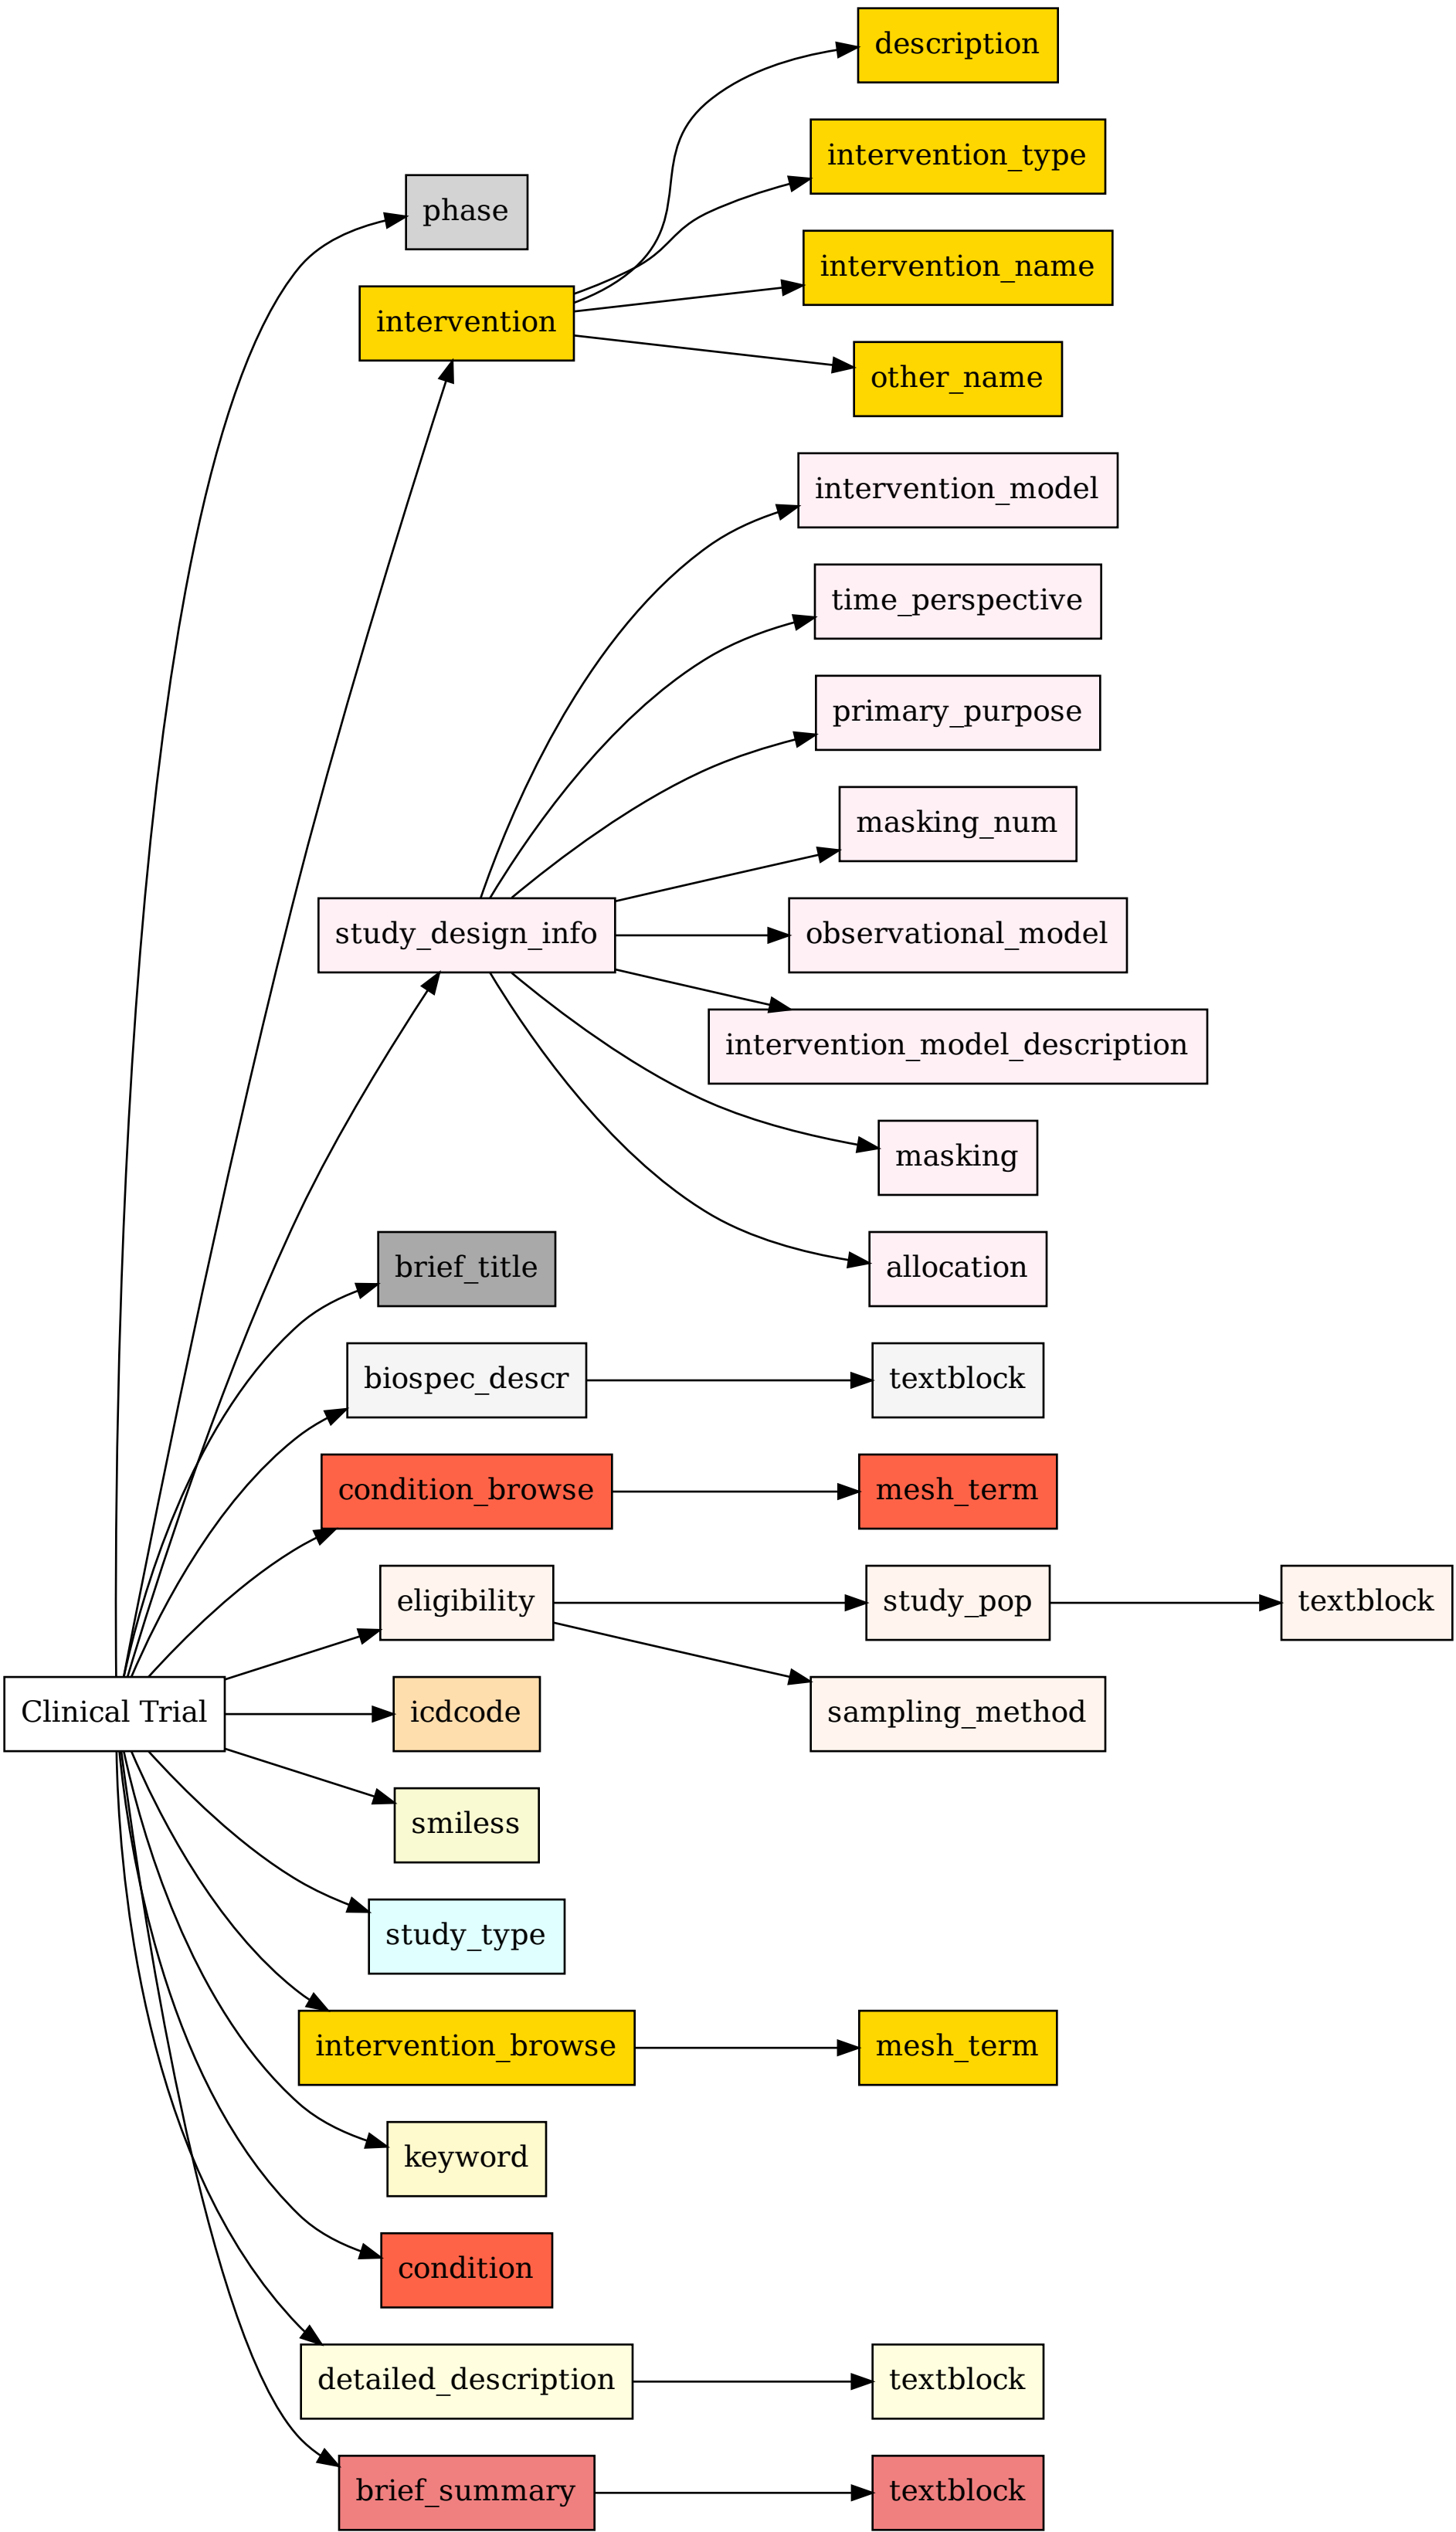 description
intervention_type
phase
intervention_name
intervention
other_name
intervention_model
time_perspective
primary_purpose
masking_num
study_design_info
observational_model
intervention_model_description
masking
brief_title
allocation
biospec_descr
textblock
condition_browse
mesh_term
eligibility
study_pop
textblock
Clinical Trial
icdcode
sampling_method
smiless
study_type
intervention_browse
mesh_term
keyword
condition
detailed_description
textblock
brief_summary
textblock